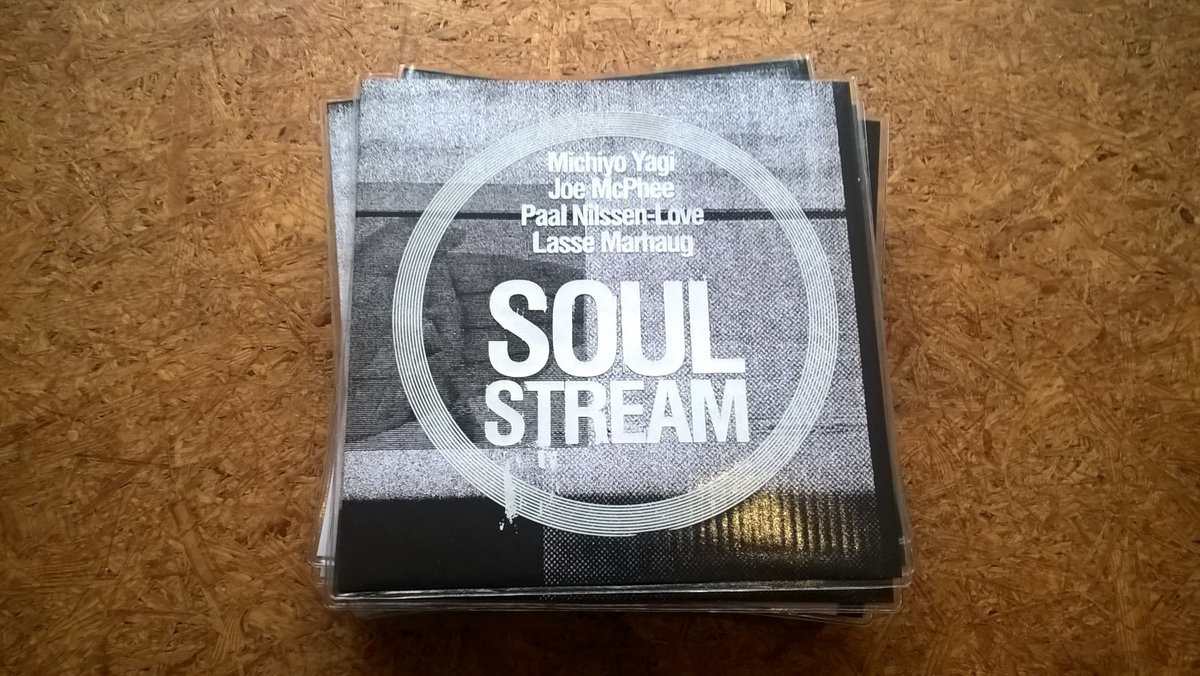 Michiyo Yagi
Joe McPhee
Paal Nilssen-Love
Lasse Marhaug
SOUL
STREAM